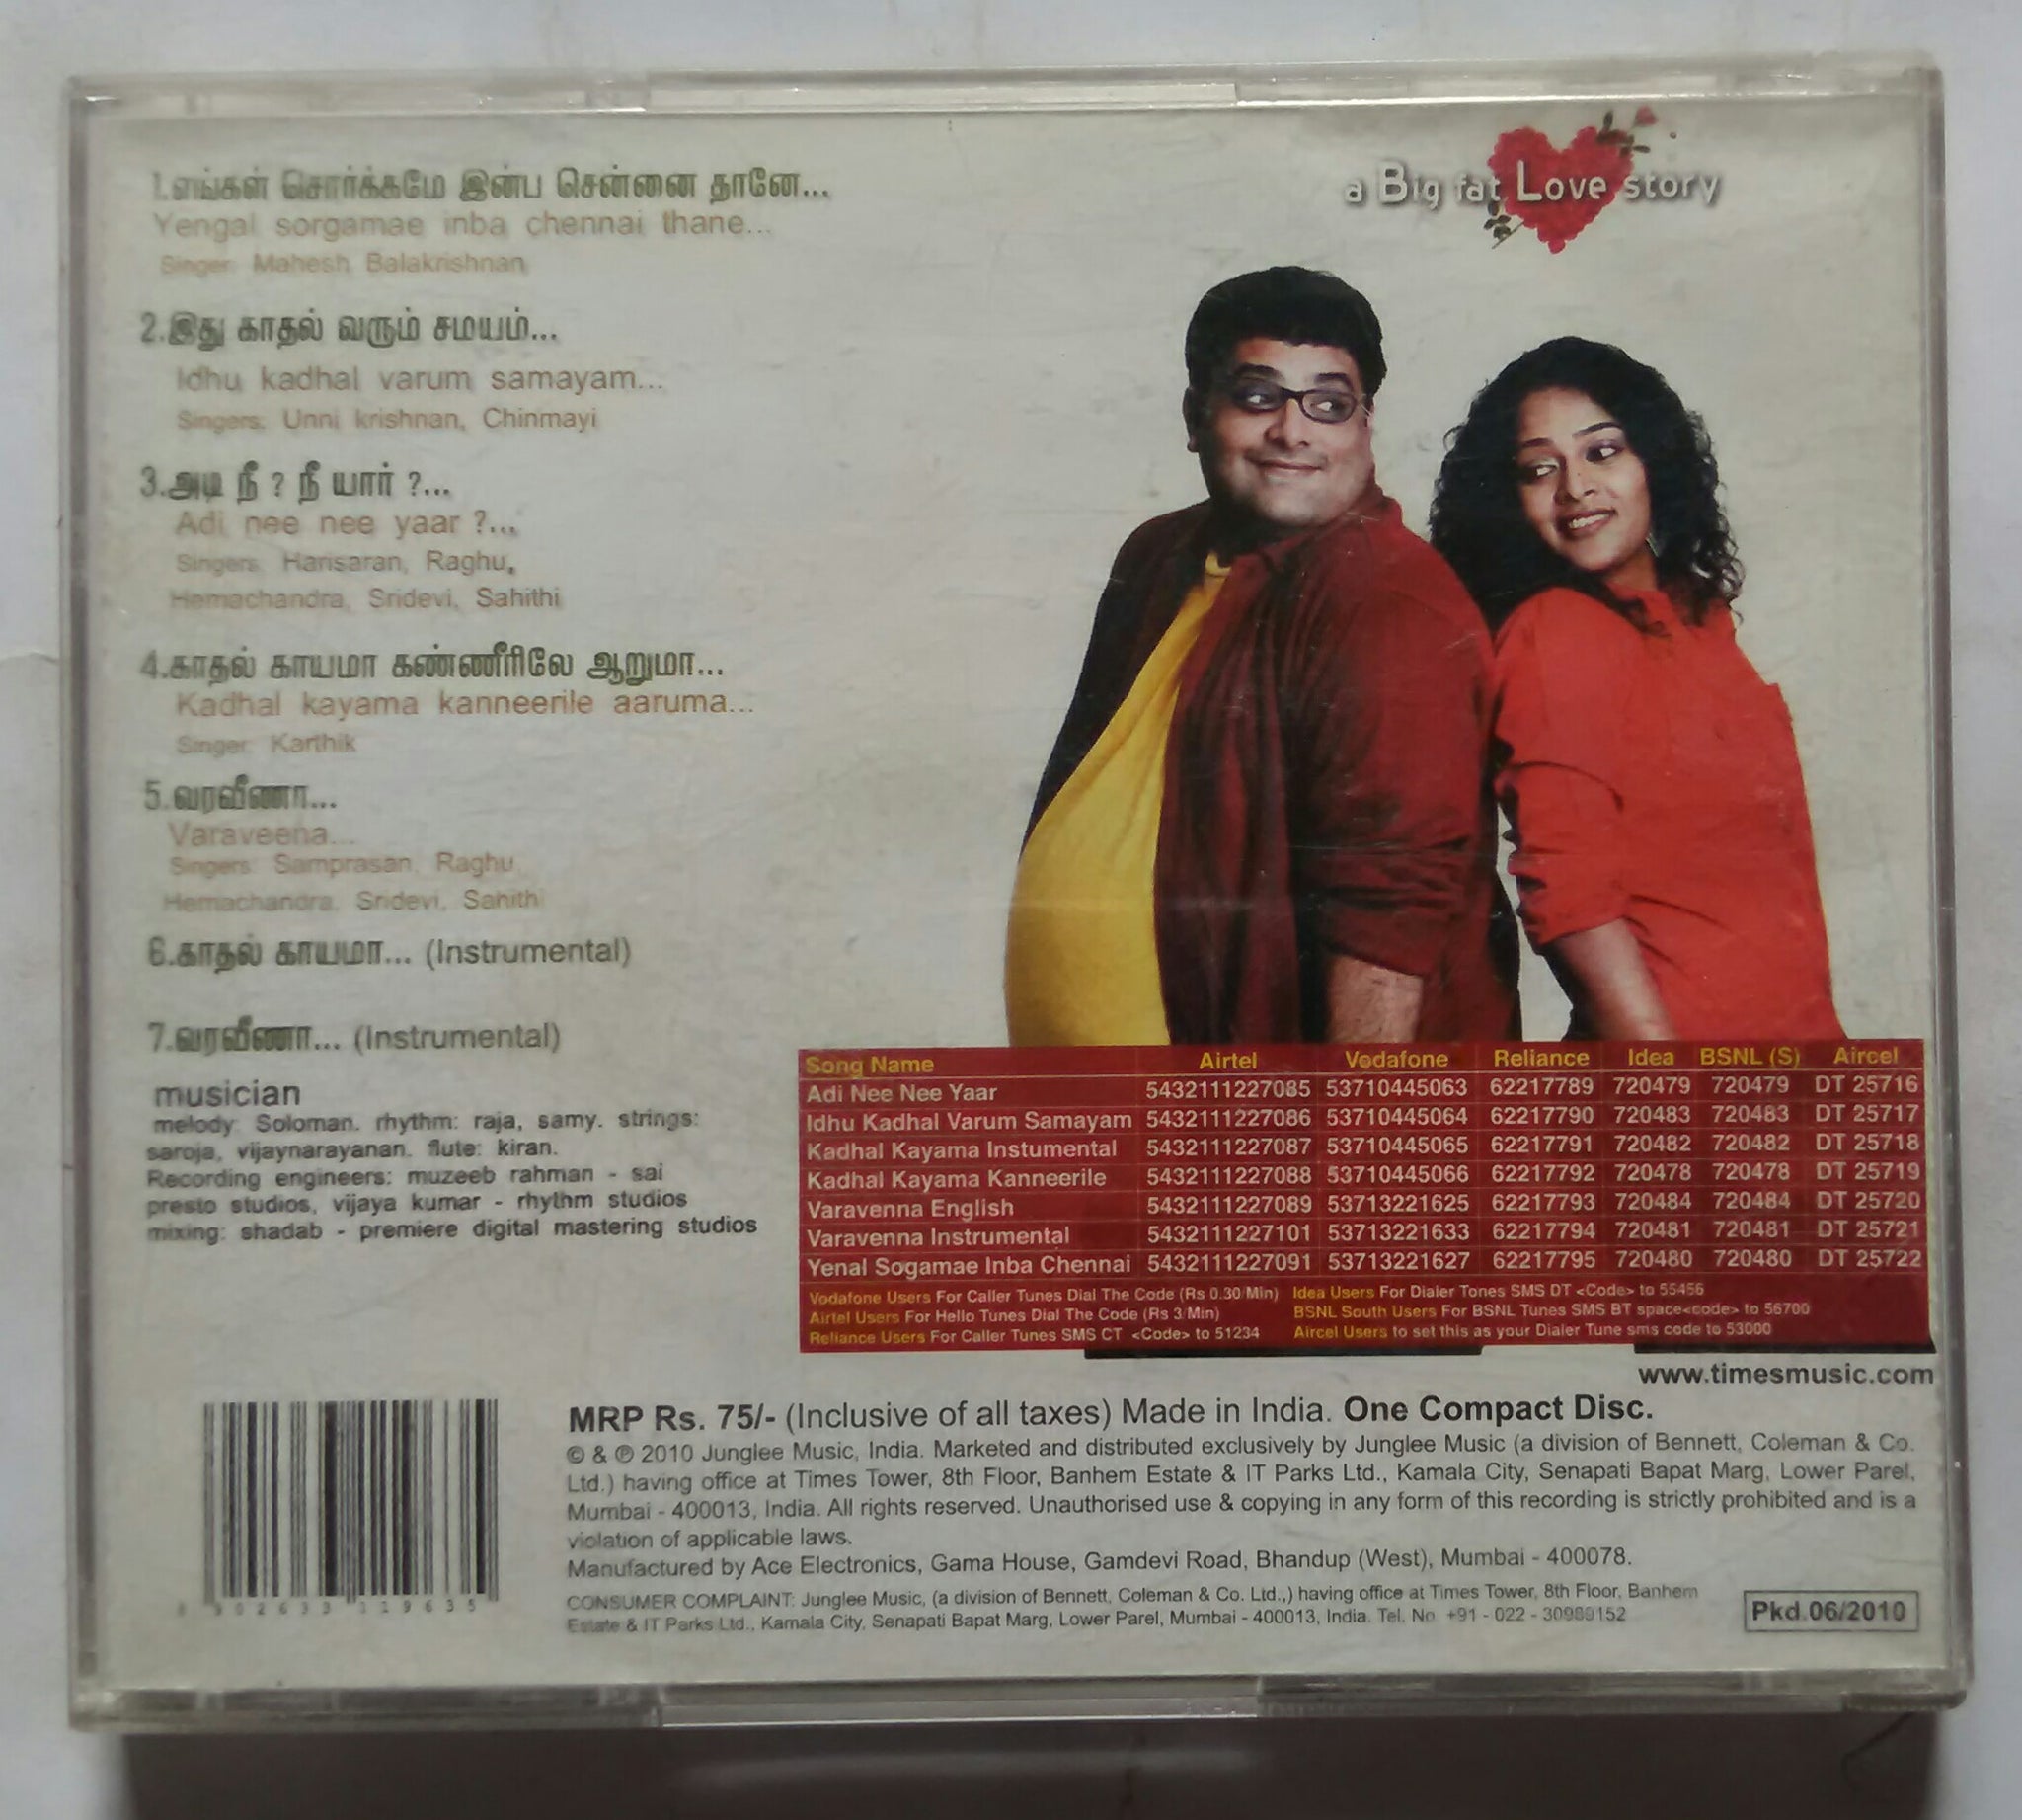 1.எங்கள் சொர்க்கமே இன்ப சென்னை தானே...
Yengal sorgamae inba chennai thane...
Singer: Mahesh Balakrishnan
2.இது காதல் வரும் சமயம்...
Idhu kadhal varum samayam...
Singers: Unni krishnan, Chinmayi
3.அடி நீ ? நீ யார் ?...
Adi nee nee yaar ?...
Singers: Harisaran, Raghu,
Hemachandra, Sridevi, Sahithi
4.காதல் காயமா கண்ணீரிலே ஆறுமா...
Kadhal kayama kanneerile aaruma...
Singer: Karthik
5.வரவீணா...
Varaveena...
Singers: Samprasan, Raghu,
Hemachandra, Sridevi, Sahithi
6.காதல் காயமா... (Instrumental)
7.வரவீணா... (Instrumental)
musician
melody: Soloman. rhythm: raja, samy. strings:
saroja, vijaynarayanan. flute: kiran.
Recording engineers: muzeeb rahman - sai
presto studios, vijaya kumar - rhythm studios
mixing: shadab - premiere digital mastering studios
a Big fat Love story
Song Name Airtel Vodafone Reliance Idea BSNL (S) Aircel
Adi Nee Nee Yaar 5432111227085 53710445063 62217789 720479 720479 DT 25716
Idhu Kadhal Varum Samayam 5432111227086 53710445064 62217790 720483 720483 DT 25717
Kadhal Kayama Instumental 5432111227087 53710445065 62217791 720482 720482 DT 25718
Kadhal Kayama Kanneerile 5432111227088 53710445066 62217792 720478 720478 DT 25719
Varavenna English 5432111227089 53713221625 62217793 720484 720484 DT 25720
Varavenna Instrumental 5432111227101 53713221633 62217794 720481 720481 DT 25721
Yenal Sogamae Inba Chennai 5432111227091 53713221627 62217795 720480 720480 DT 25722
Vodafone Users For Caller Tunes Dial The Code (Rs 0.30/Min) Idea Users For Dialer Tones SMS DT <Code> to 55456
Airtel Users For Hello Tunes Dial The Code (Rs 3/Min) BSNL South Users For BSNL Tunes SMS BT space<code> to 56700
Reliance Users For Caller Tunes SMS CT <Code> to 51234 Aircel Users to set this as your Dialer Tune sms code to 53000
www.timesmusic.com
MRP Rs. 75/- (Inclusive of all taxes) Made in India. One Compact Disc.
© & ℗ 2010 Junglee Music, India. Marketed and distributed exclusively by Junglee Music (a division of Bennett, Coleman & Co.
Ltd.) having office at Times Tower, 8th Floor, Banhem Estate & IT Parks Ltd., Kamala City, Senapati Bapat Marg, Lower Parel,
Mumbai - 400013, India. All rights reserved. Unauthorised use & copying in any form of this recording is strictly prohibited and is a
violation of applicable laws.
Manufactured by Ace Electronics, Gama House, Gamdevi Road, Bhandup (West), Mumbai - 400078.
CONSUMER COMPLAINT: Junglee Music, (a division of Bennett, Coleman & Co. Ltd.,) having office at Times Tower, 8th Floor, Banhem
Estate & IT Parks Ltd., Kamala City, Senapati Bapat Marg, Lower Parel, Mumbai - 400013, India. Tel. No. +91 - 022 - 30989152
8 902633 119635
Pkd.06/2010